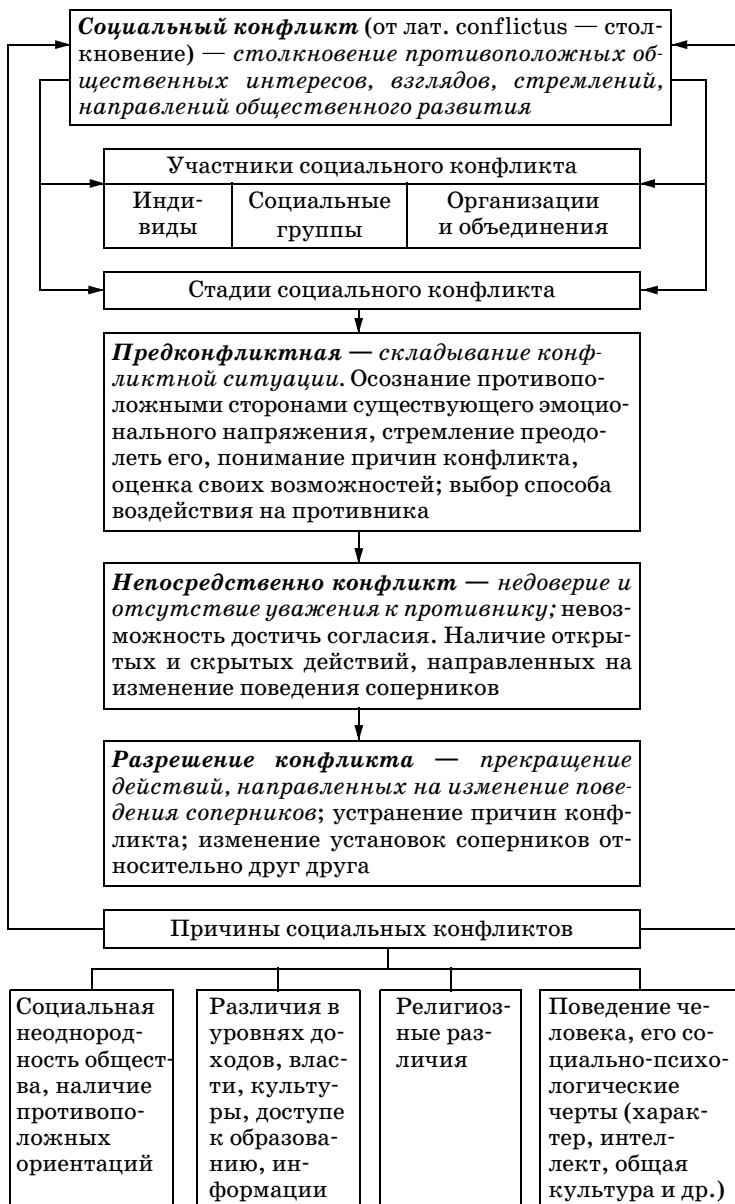 Социальный конфликт (от лат. conflictus — стол-
кновение) — столкновение противоположных об-
щественных интересов, взглядов, стремлений,
направлений общественного развития
Участники социального конфликта
Инди-
виды
Социальные
группы
Организации
и объединения
Стадии социального конфликта
Предконфликтная — складывание конф-
ликтной ситуации. Осознание противопо-
ложными сторонами существующего эмоцио-
нального напряжения, стремление преодо-
леть его, понимание причин конфликта,
оценка своих возможностей; выбор способа
воздействия на противника
Непосредственно конфликт — недоверие и
отсутствие уважения к противнику; невоз-
можность достичь согласия. Наличие откры-
тых и скрытых действий, направленных на
изменение поведения соперников
Разрешение конфликта — прекращение
действий, направленных на изменение пове-
дения соперников; устранение причин конф-
ликта; изменение установок соперников от-
носительно друг друга
Причины социальных конфликтов
Социальная
неоднород-
ность общест-
ва, наличие
противопо-
ложных
ориентаций
Различия в
уровнях до-
ходов, влас-
ти, культу-
ры, доступе
к образова-
нию, ин-
формации
Религиоз-
ные раз-
личия
Поведение че-
ловека, его со-
циально-психо-
логические
черты (харак-
тер, интел-
лект, общая
культура и др.)